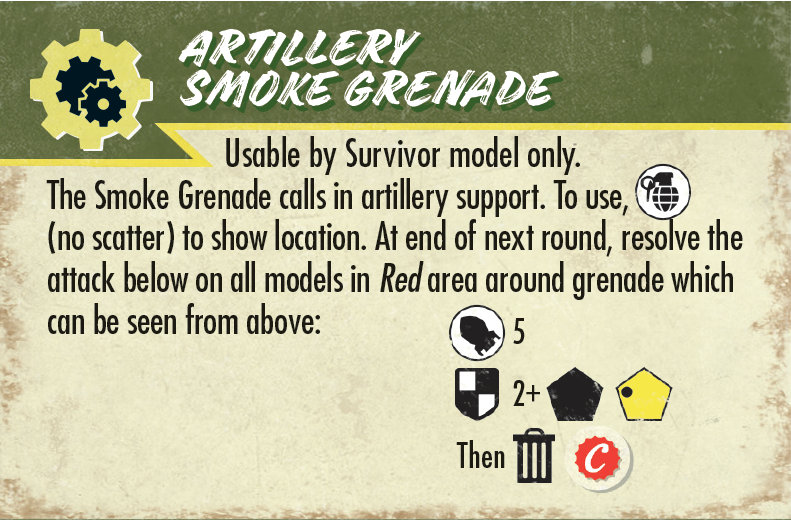 ARTILLERY
SMOKE GRENADE
Usable by Survivor model only.
The Smoke Grenade calls in artillery support. To use,
(no scatter) to show location. At end of next round, resolve the
attack below on all models in Red area around grenade which
can be seen from above:
5
2+
Then C